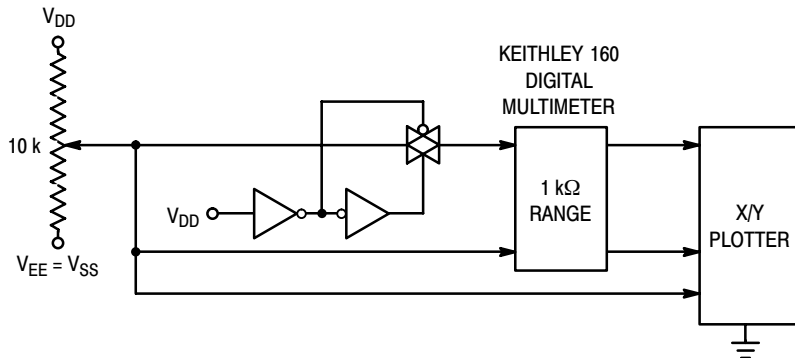 V_DD
10 k
V_EE = V_SS
V_DD
KEITHLEY 160
DIGITAL
MULTIMETER
1 kΩ
RANGE
X/Y
PLOTTER